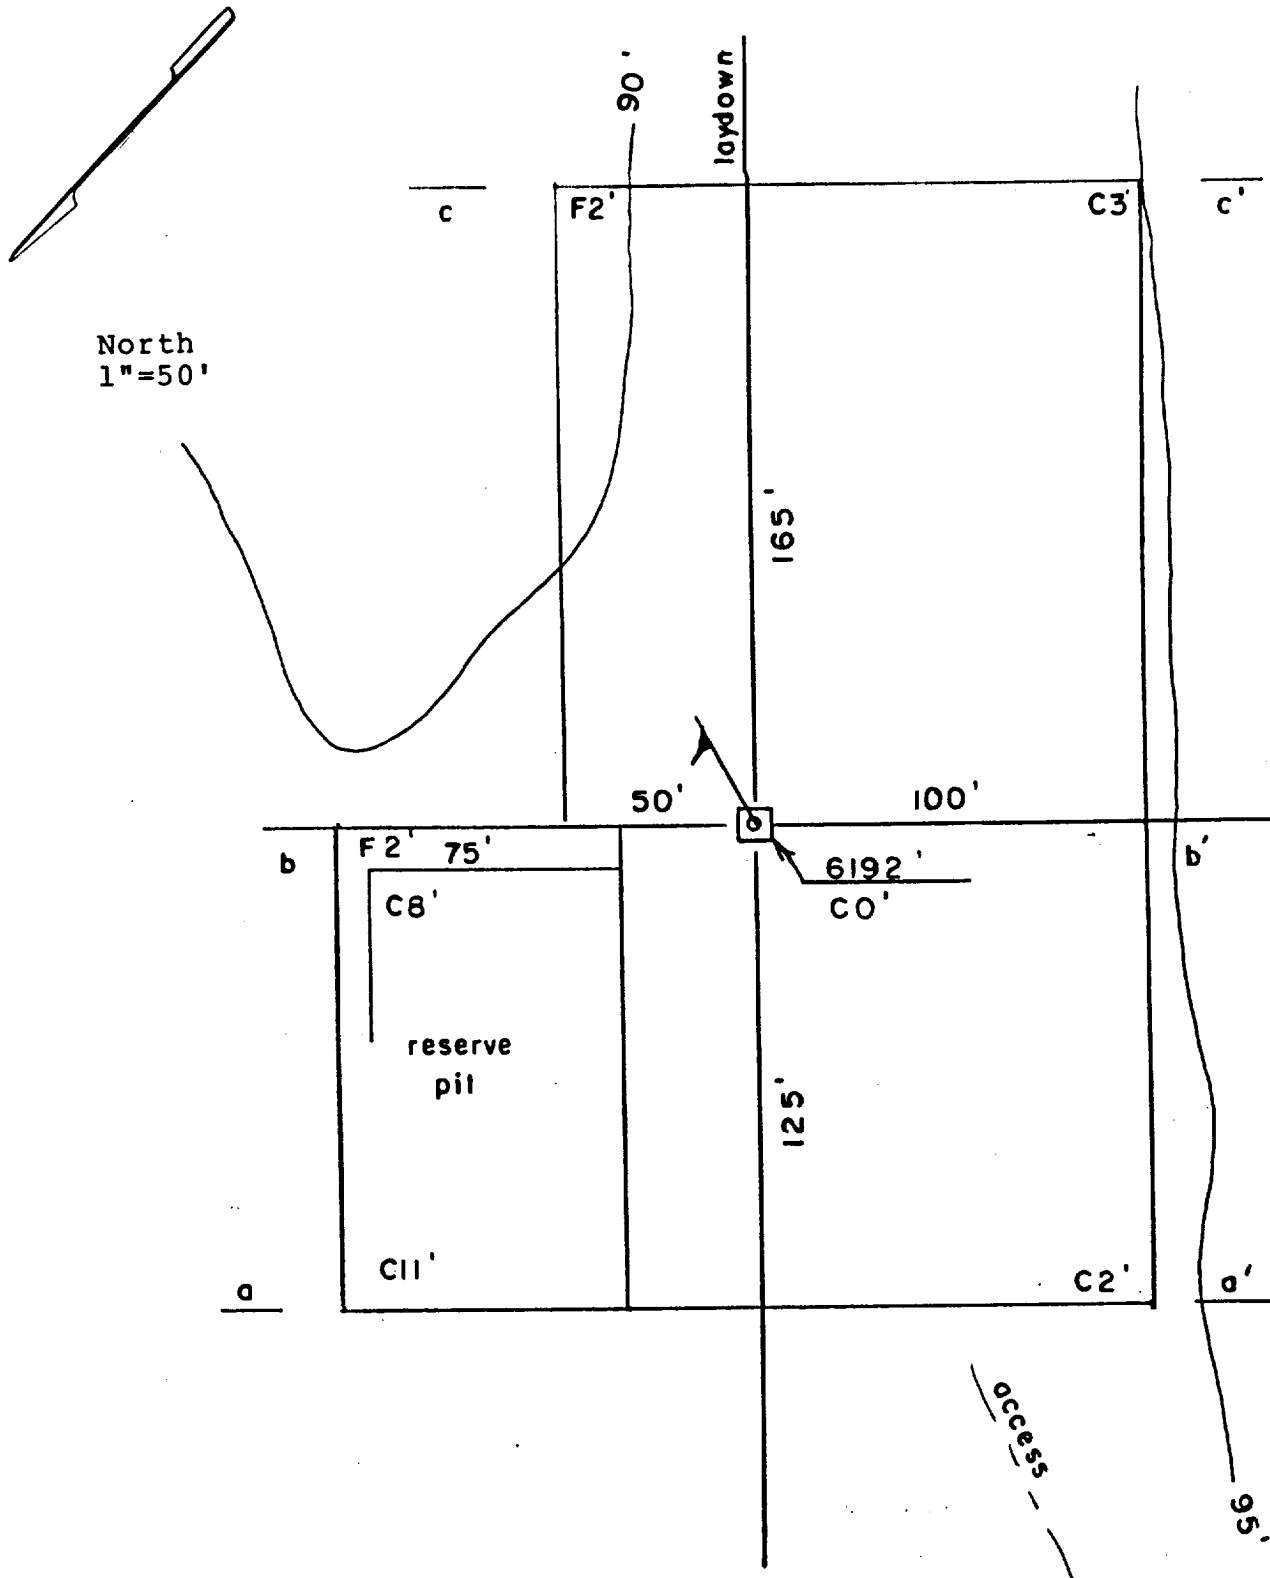 90'
laydown
c
F2'
C3'
c'
North
1"=50'
165'
50'
100'
b
F2'
75'
6192'
b'
C8'
C0'
reserve
pit
125'
C11'
C2'
a
a'
access
95'